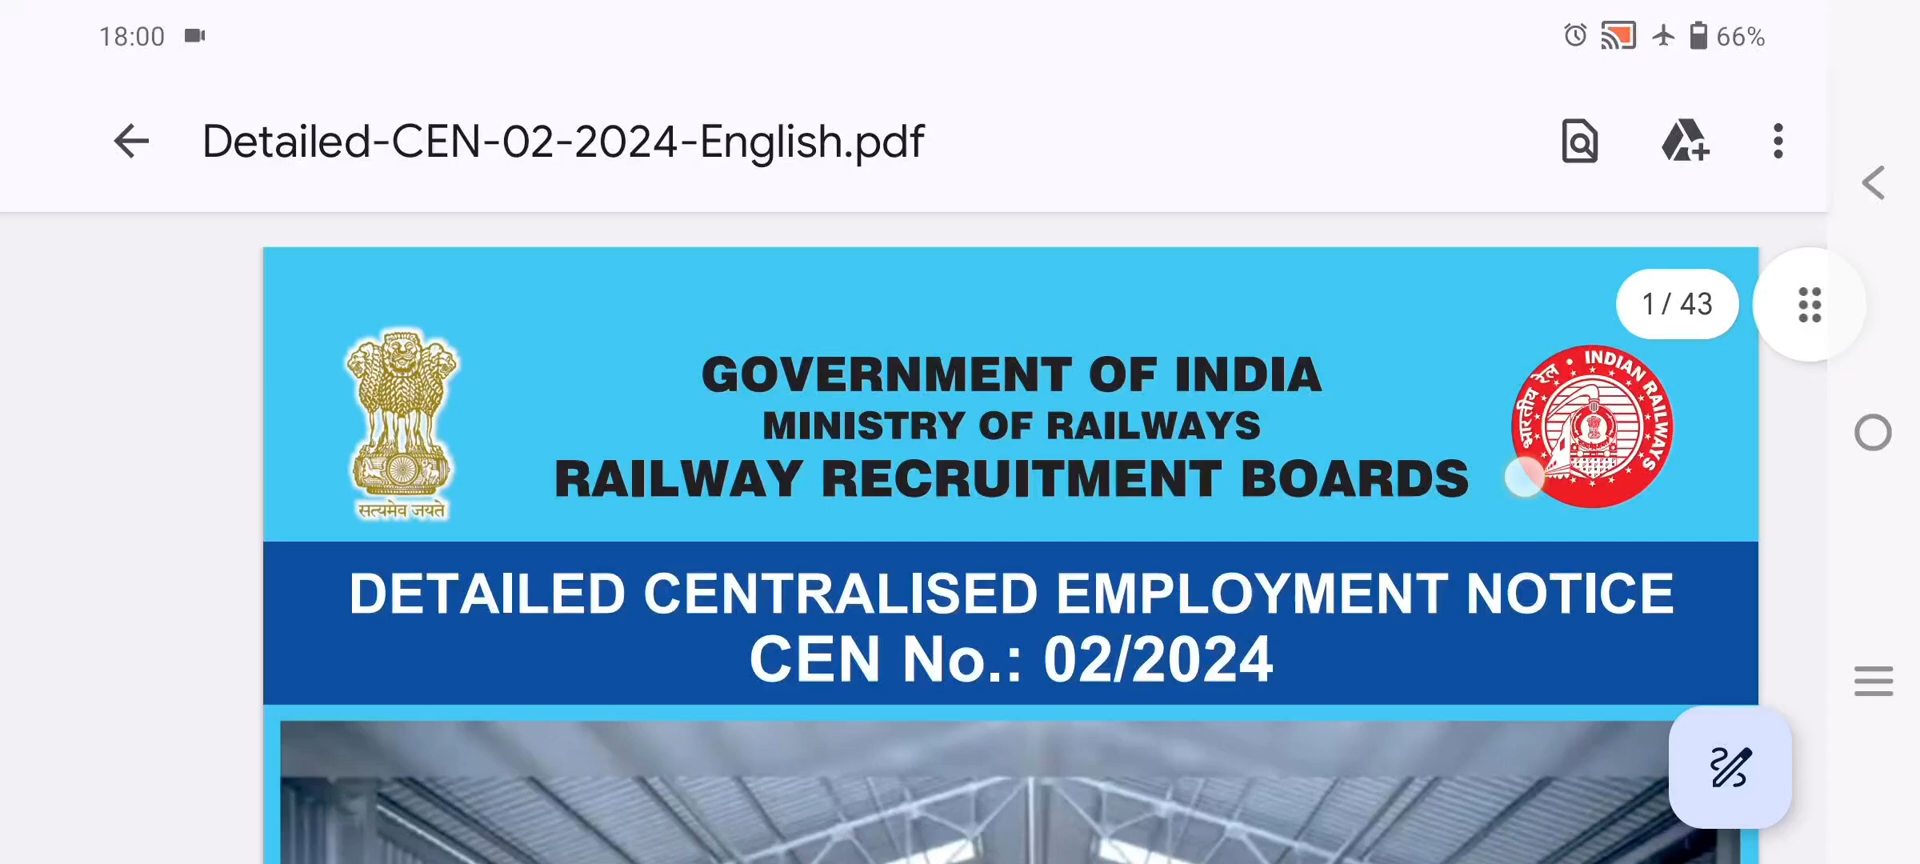 18:00
66%
Detailed-CEN-02-2024-English.pdf
1 / 43
GOVERNMENT OF INDIA
MINISTRY OF RAILWAYS
RAILWAY RECRUITMENT BOARDS
सत्यमेव जयते
भारतीय रेल • INDIAN RAILWAYS
DETAILED CENTRALISED EMPLOYMENT NOTICE
CEN No.: 02/2024